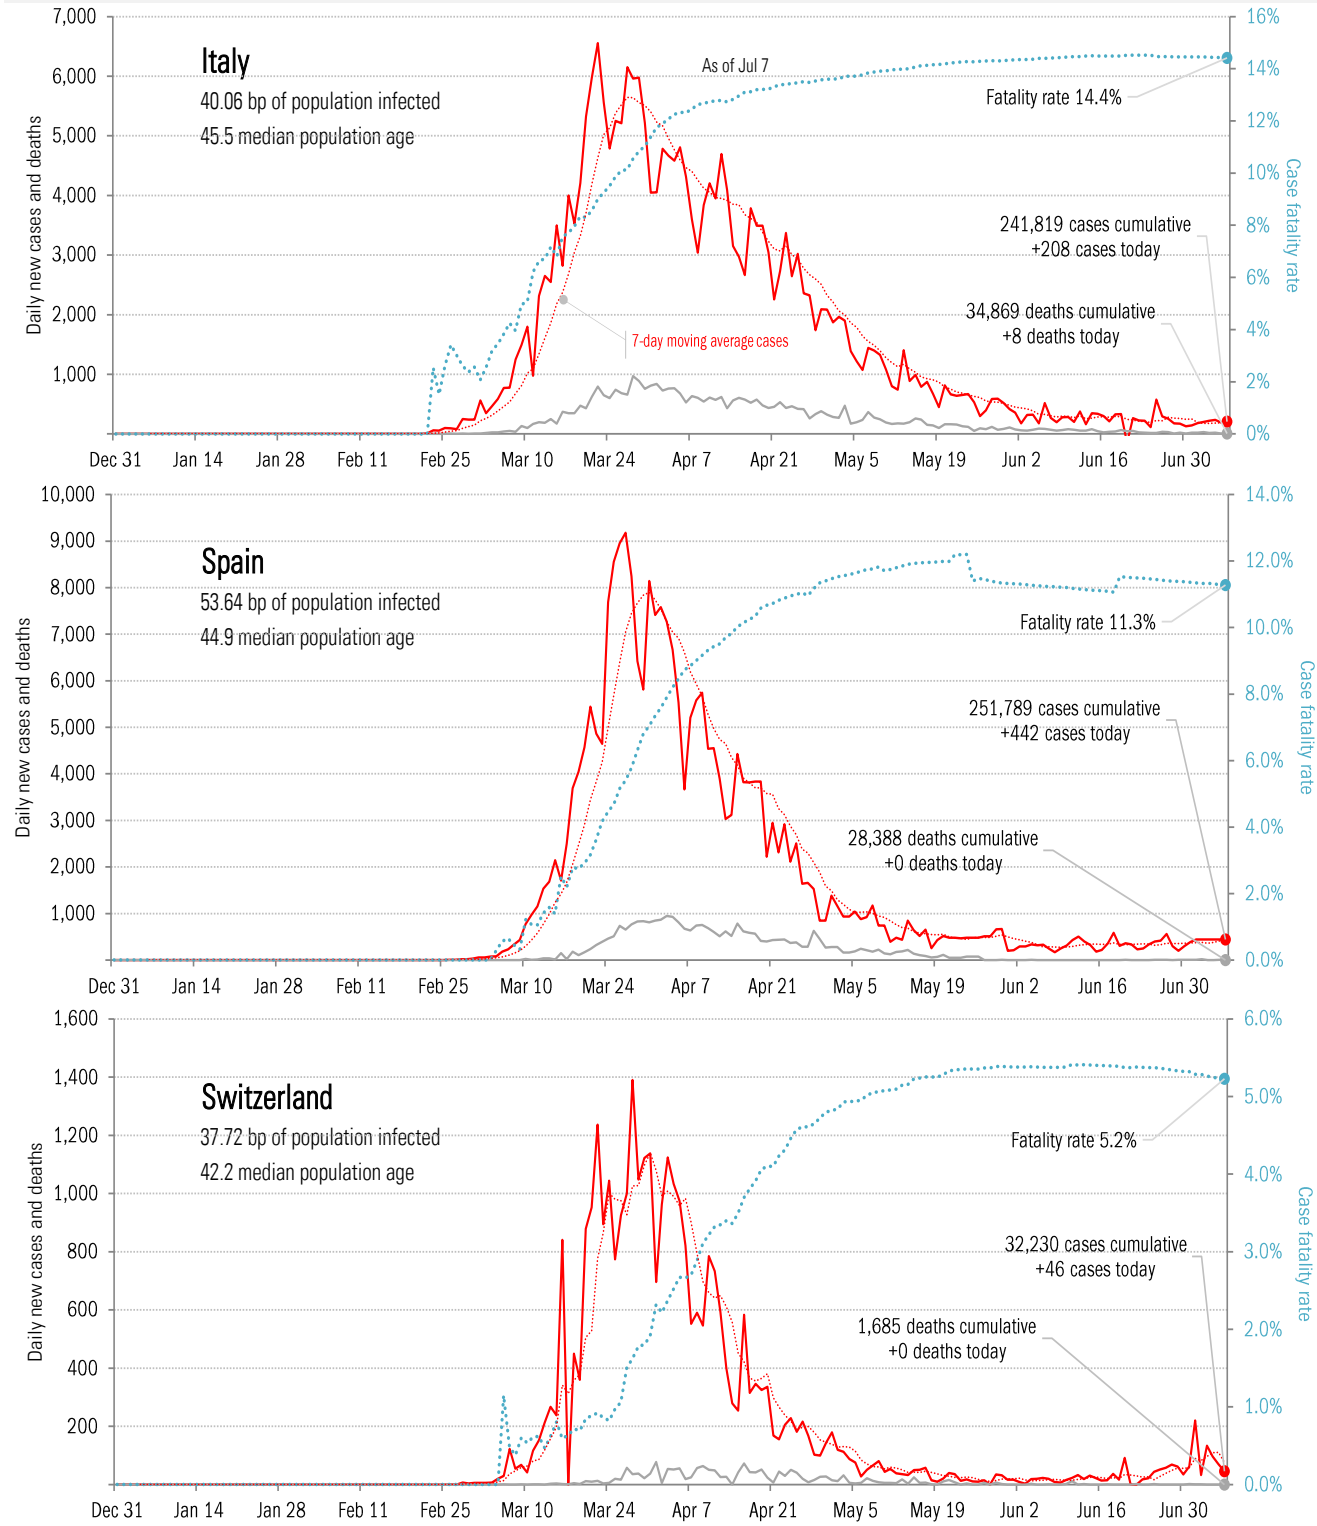 7,000
6,000
5,000
4,000
3,000
2,000
1,000
Daily new cases and deaths
Italy
40.06 bp of population infected
45.5 median population age
As of Jul 7
7-day moving average cases
Fatality rate 14.4%
241,819 cases cumulative
+208 cases today
34,869 deaths cumulative
+8 deaths today
16%
14%
12%
10%
8%
6%
4%
2%
0%
Case fatality rate
Dec 31 Jan 14 Jan 28 Feb 11 Feb 25 Mar 10 Mar 24 Apr 7 Apr 21 May 5 May 19 Jun 2 Jun 16 Jun 30
10,000
9,000
8,000
7,000
6,000
5,000
4,000
3,000
2,000
1,000
Daily new cases and deaths
Spain
53.64 bp of population infected
44.9 median population age
Fatality rate 11.3%
251,789 cases cumulative
+442 cases today
28,388 deaths cumulative
+0 deaths today
14.0%
12.0%
10.0%
8.0%
6.0%
4.0%
2.0%
0.0%
Case fatality rate
Dec 31 Jan 14 Jan 28 Feb 11 Feb 25 Mar 10 Mar 24 Apr 7 Apr 21 May 5 May 19 Jun 2 Jun 16 Jun 30
1,600
1,400
1,200
1,000
800
600
400
200
Daily new cases and deaths
Switzerland
37.72 bp of population infected
42.2 median population age
Fatality rate 5.2%
32,230 cases cumulative
+46 cases today
1,685 deaths cumulative
+0 deaths today
6.0%
5.0%
4.0%
3.0%
2.0%
1.0%
0.0%
Case fatality rate
Dec 31 Jan 14 Jan 28 Feb 11 Feb 25 Mar 10 Mar 24 Apr 7 Apr 21 May 5 May 19 Jun 2 Jun 16 Jun 30